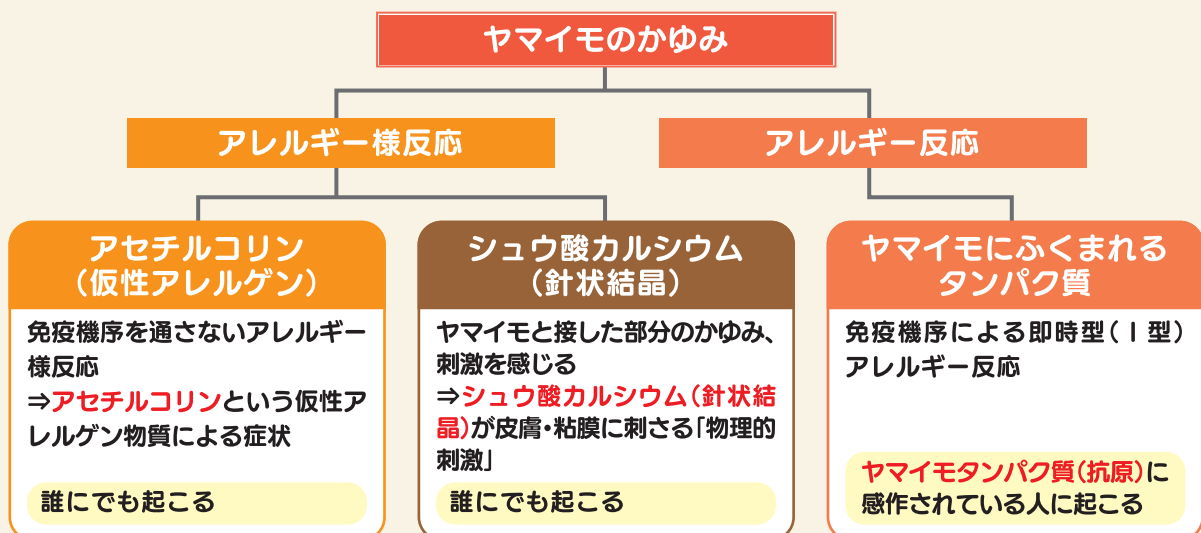 ヤマイモのかゆみ
アレルギー様反応
アレルギー反応
アセチルコリン
（仮性アレルゲン）
免疫機序を通さないアレルギー
様反応
⇒アセチルコリンという仮性ア
レルゲン物質による症状
誰にでも起こる
シュウ酸カルシウム
（針状結晶）
ヤマイモと接した部分のかゆみ、
刺激を感じる
⇒シュウ酸カルシウム（針状結
晶）が皮膚・粘膜に刺さる「物理的
刺激」
誰にでも起こる
ヤマイモにふくまれる
タンパク質
免疫機序による即時型（Ⅰ型）
アレルギー反応
ヤマイモタンパク質（抗原）に
感作されている人に起こる